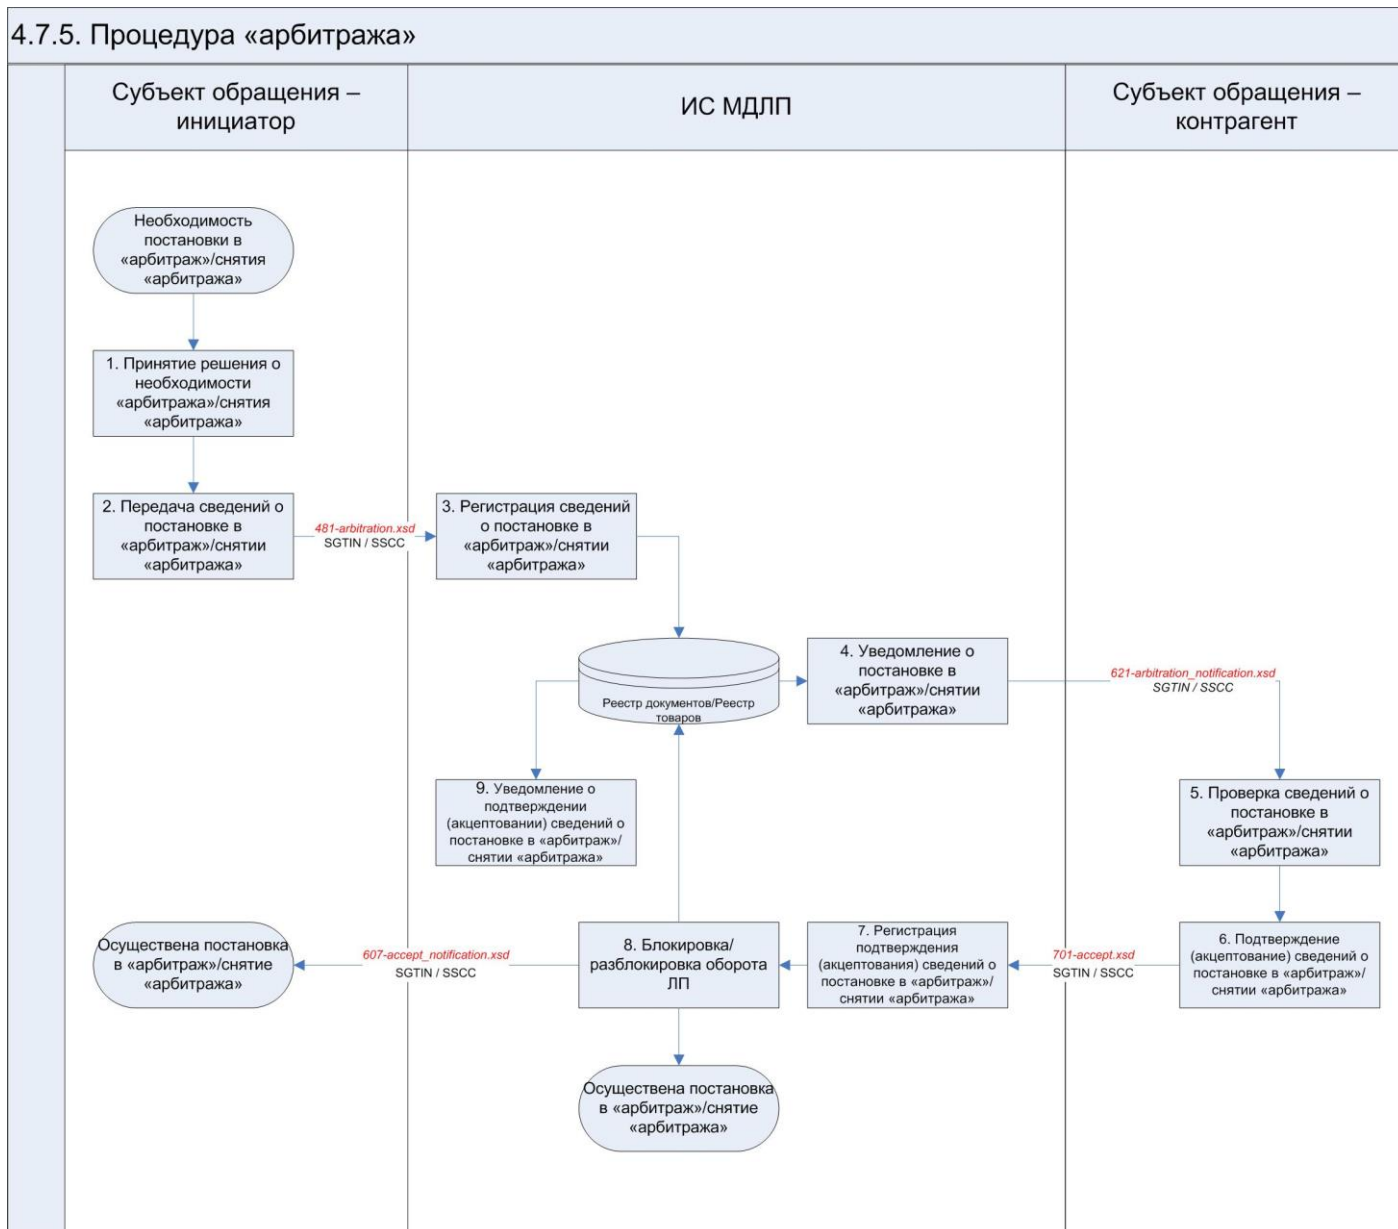 4.7.5. Процедура «арбитража»
Субъект обращения –
инициатор
ИС МДЛП
Субъект обращения –
контрагент
Необходимость
постановки в
«арбитраж»/снятия
«арбитража»
1. Принятие решения о
необходимости
«арбитража»/снятия
«арбитража»
2. Передача сведений о
постановке в
«арбитраж»/снятии
«арбитража»
481-arbitration.xsd
SGTIN / SSCC
3. Регистрация сведений
о постановке в
«арбитраж»/снятии
«арбитража»
Реестр документов/Реестр
товаров
4. Уведомление о
постановке в
«арбитраж»/снятии
«арбитража»
621-arbitration_notification.xsd
SGTIN / SSCC
9. Уведомление о
подтверждении
(акцептовании) сведений о
постановке в «арбитраж»/
снятии «арбитража»
5. Проверка сведений о
постановке в
«арбитраж»/снятии
«арбитража»
Осуществена постановка
в «арбитраж»/снятие
«арбитража»
607-accept_notification.xsd
SGTIN / SSCC
8. Блокировка/
разблокировка оборота
ЛП
7. Регистрация
подтверждения
(акцептования) сведений о
постановке в «арбитраж»/
снятии «арбитража»
701-accept.xsd
SGTIN / SSCC
6. Подтверждение
(акцептование) сведений о
постановке в «арбитраж»/
снятии «арбитража»
Осуществена постановка
в «арбитраж»/снятие
«арбитража»